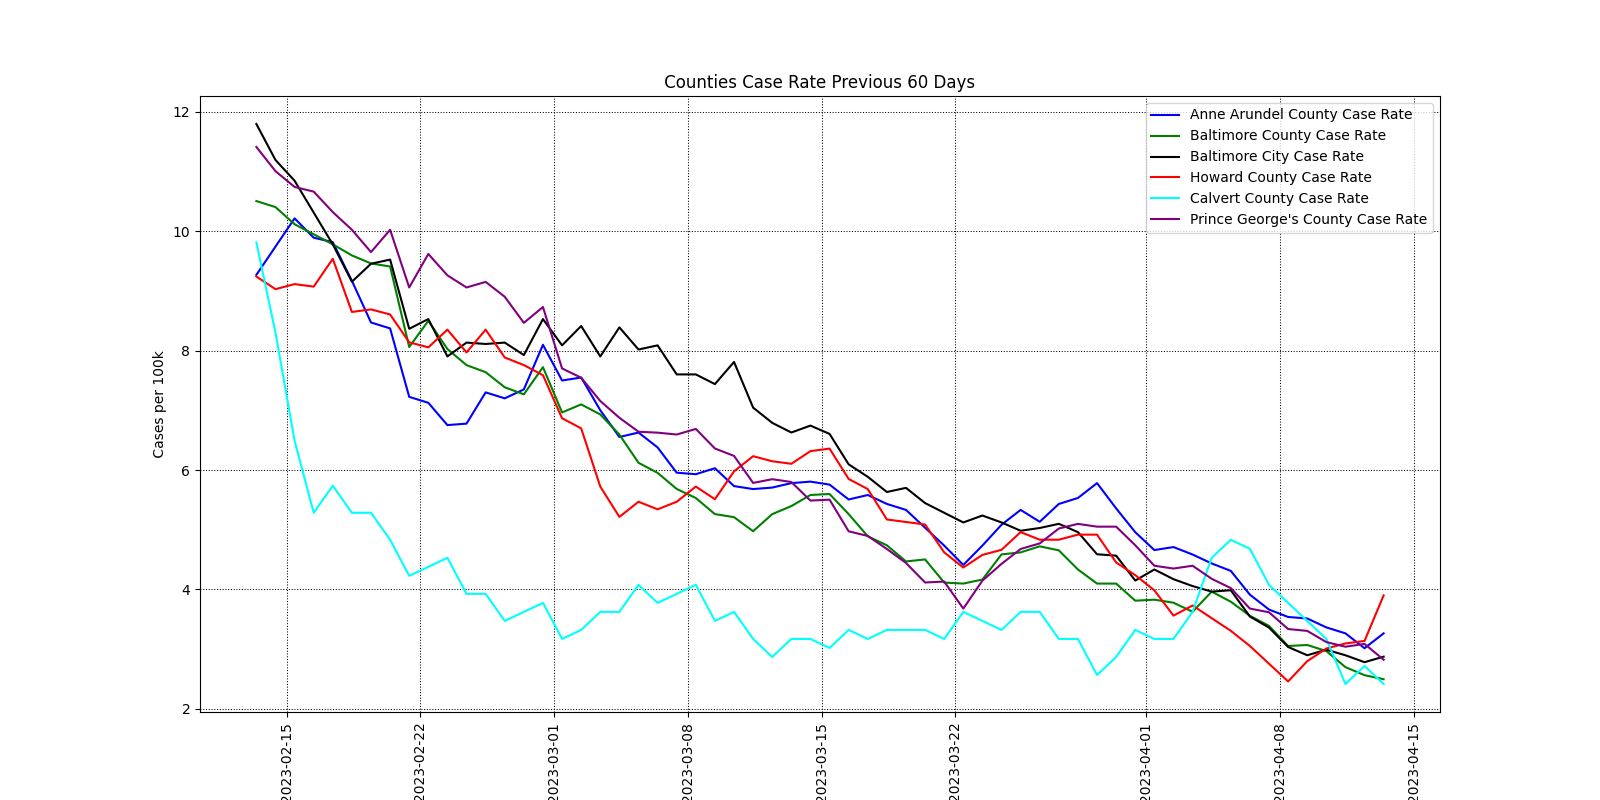 Counties Case Rate Previous 60 Days
Cases per 100k
12
10
8
6
4
2
Anne Arundel County Case Rate
Baltimore County Case Rate
Baltimore City Case Rate
Howard County Case Rate
Calvert County Case Rate
Prince George's County Case Rate
2023-02-15
2023-02-22
2023-03-01
2023-03-08
2023-03-15
2023-03-22
2023-04-01
2023-04-08
2023-04-15